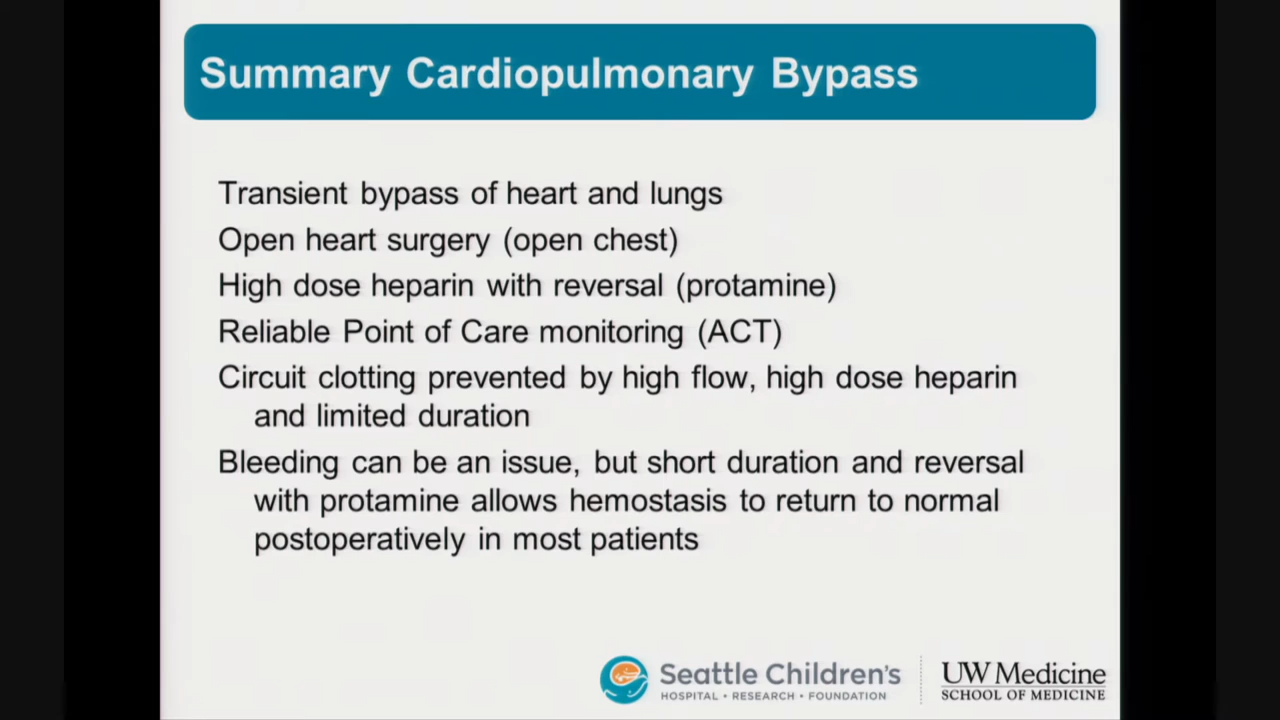 Summary Cardiopulmonary Bypass
Transient bypass of heart and lungs
Open heart surgery (open chest)
High dose heparin with reversal (protamine)
Reliable Point of Care monitoring (ACT)
Circuit clotting prevented by high flow, high dose heparin
and limited duration
Bleeding can be an issue, but short duration and reversal
with protamine allows hemostasis to return to normal
postoperatively in most patients
Seattle Children's
HOSPITAL • RESEARCH • FOUNDATION
UW Medicine
SCHOOL OF MEDICINE